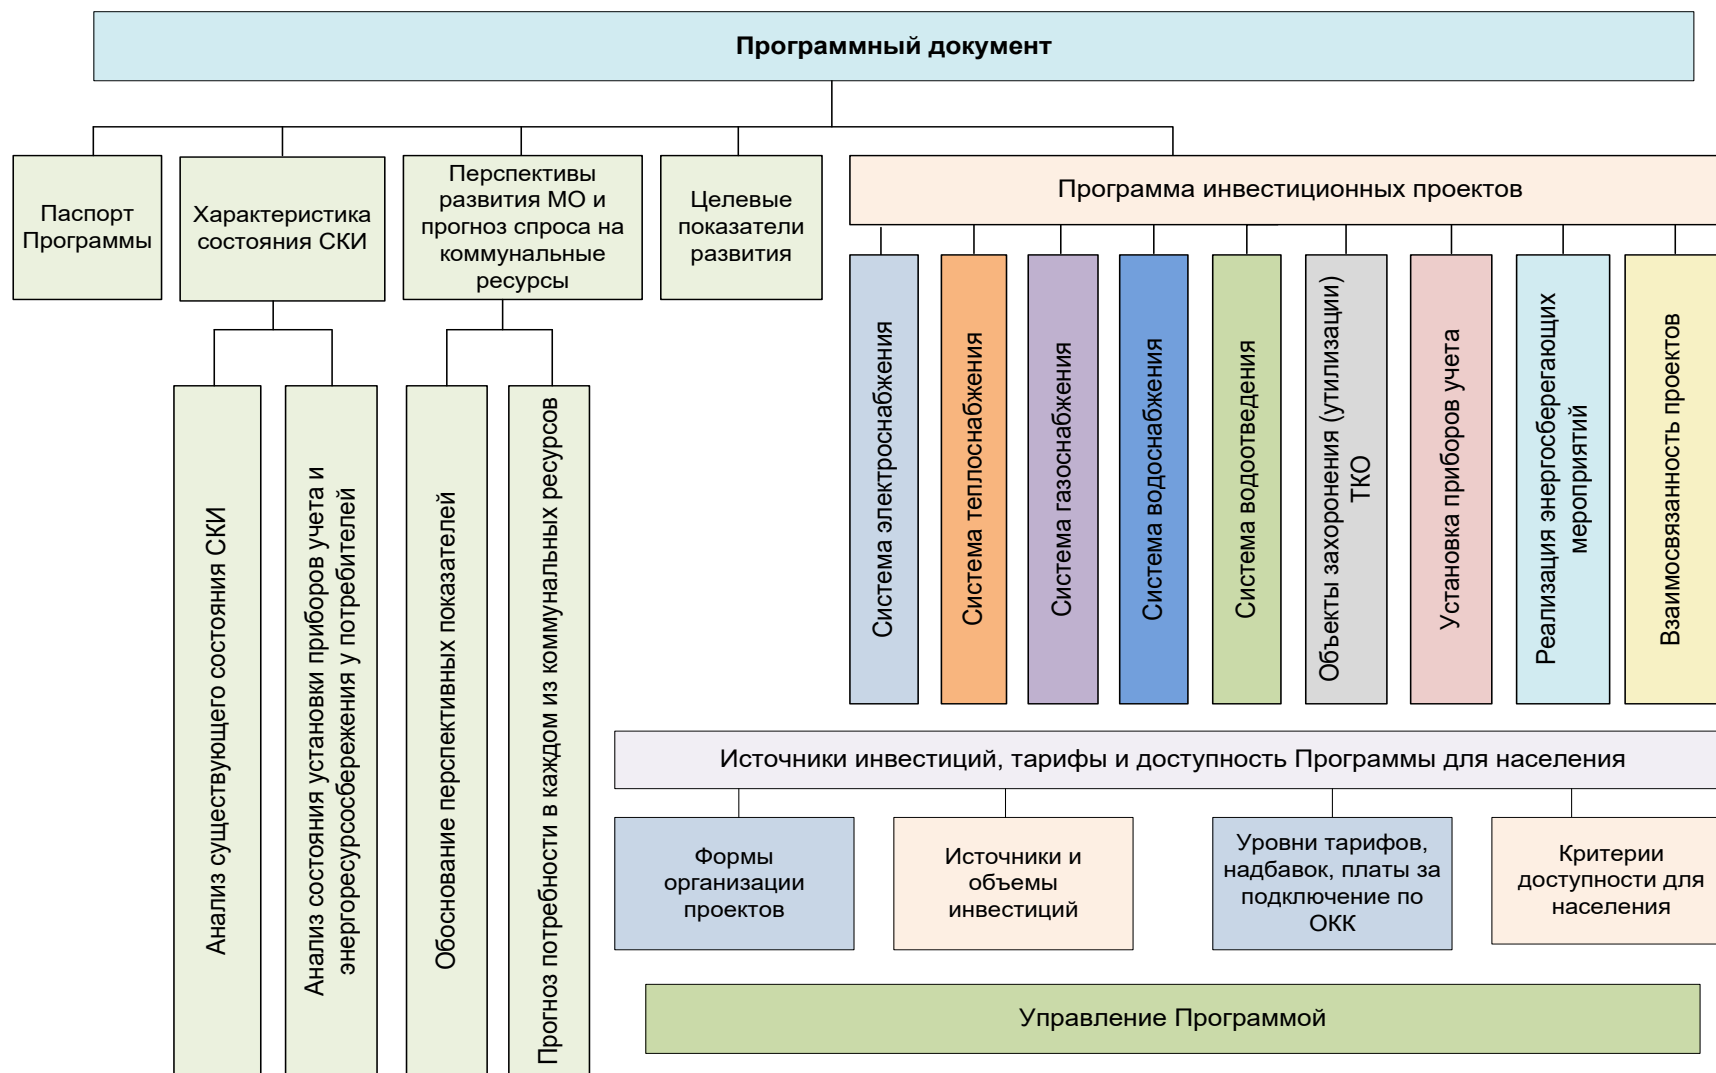 Программный документ
Паспорт
Программы
Характеристика
состояния СКИ
Перспективы
развития МО и
прогноз спроса на
коммунальные
ресурсы
Целевые
показатели
развития
Программа инвестиционных проектов
Система электроснабжения
Система теплоснабжения
Система газоснабжения
Система водоснабжения
Система водоотведения
Объекты захоронения (утилизации)
ТКО
Установка приборов учета
Реализация энергосберегающих
мероприятий
Взаимосвязанность проектов
Анализ существующего состояния СКИ
Анализ состояния установки приборов учета и
энергоресурсосбережения у потребителей
Обоснование перспективных показателей
Прогноз потребности в каждом из коммунальных ресурсов
Источники инвестиций, тарифы и доступность Программы для населения
Формы
организации
проектов
Источники и
объемы
инвестиций
Уровни тарифов,
надбавок, платы за
подключение по
ОКК
Критерии
доступности для
населения
Управление Программой